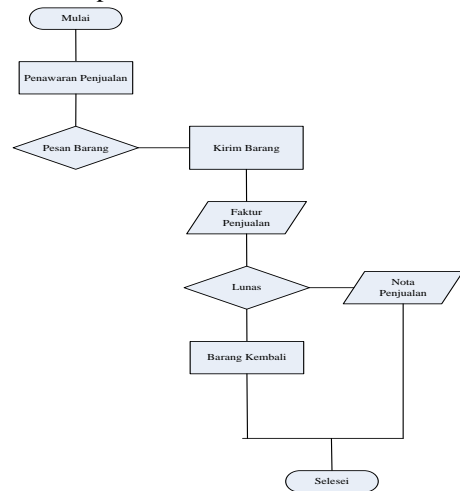 Mulai
Penawaran Penjualan
Pesan Barang
Kirim Barang
Faktur
Penjualan
Lunas
Nota
Penjualan
Barang Kembali
Selesei